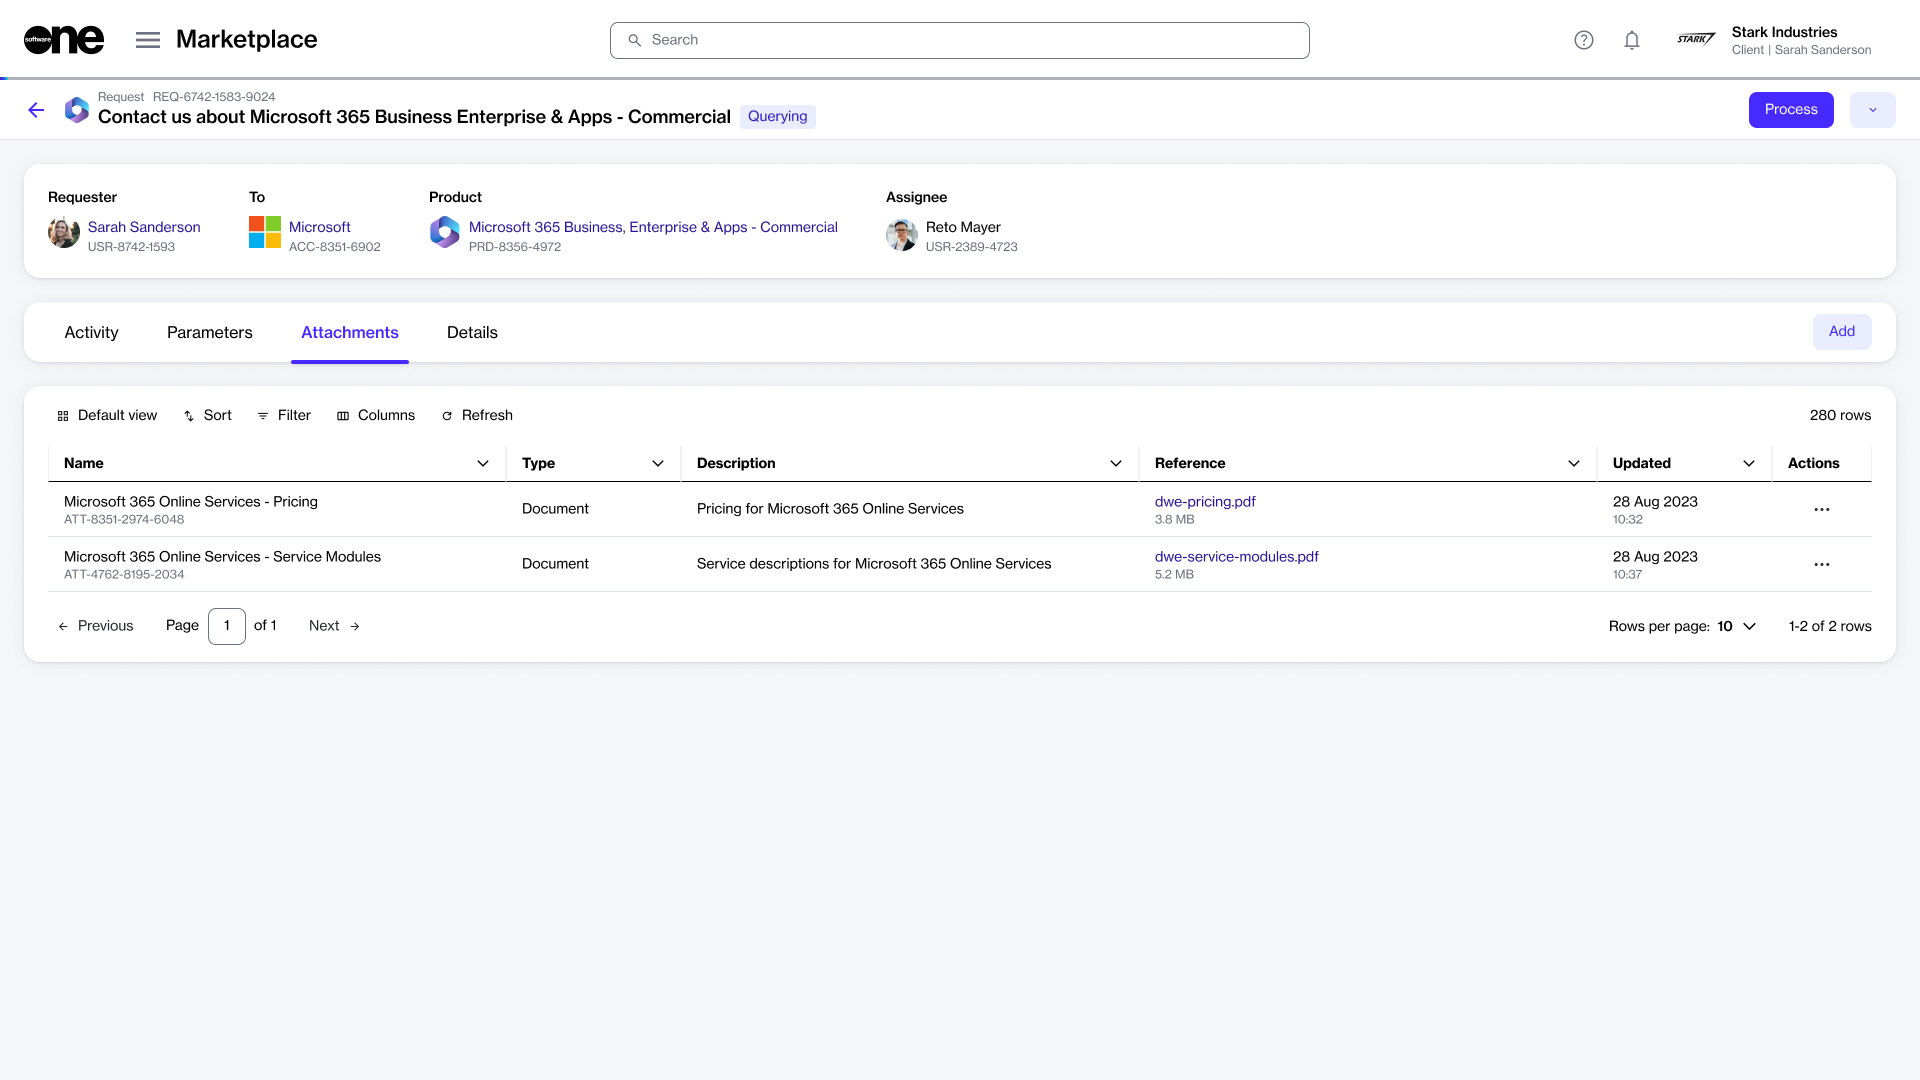 software one
Marketplace
Search
STARK
Stark Industries
Client | Sarah Sanderson
Request REQ-6742-1583-9024
Contact us about Microsoft 365 Business Enterprise & Apps - Commercial Querying
Process
Requester
Sarah Sanderson
USR-8742-1593
To
Microsoft
ACC-8351-6902
Product
Microsoft 365 Business, Enterprise & Apps - Commercial
PRD-8356-4972
Assignee
Reto Mayer
USR-2389-4723
Activity Parameters Attachments Details Add
Default view Sort Filter Columns Refresh 280 rows
Name Type Description Reference Updated Actions
Microsoft 365 Online Services - Pricing
ATT-8351-2974-6048
Document
Pricing for Microsoft 365 Online Services
dwe-pricing.pdf
3.8 MB
28 Aug 2023
10:32
Microsoft 365 Online Services - Service Modules
ATT-4762-8195-2034
Document
Service descriptions for Microsoft 365 Online Services
dwe-service-modules.pdf
5.2 MB
28 Aug 2023
10:37
Previous Page 1 of 1 Next Rows per page: 10 1-2 of 2 rows